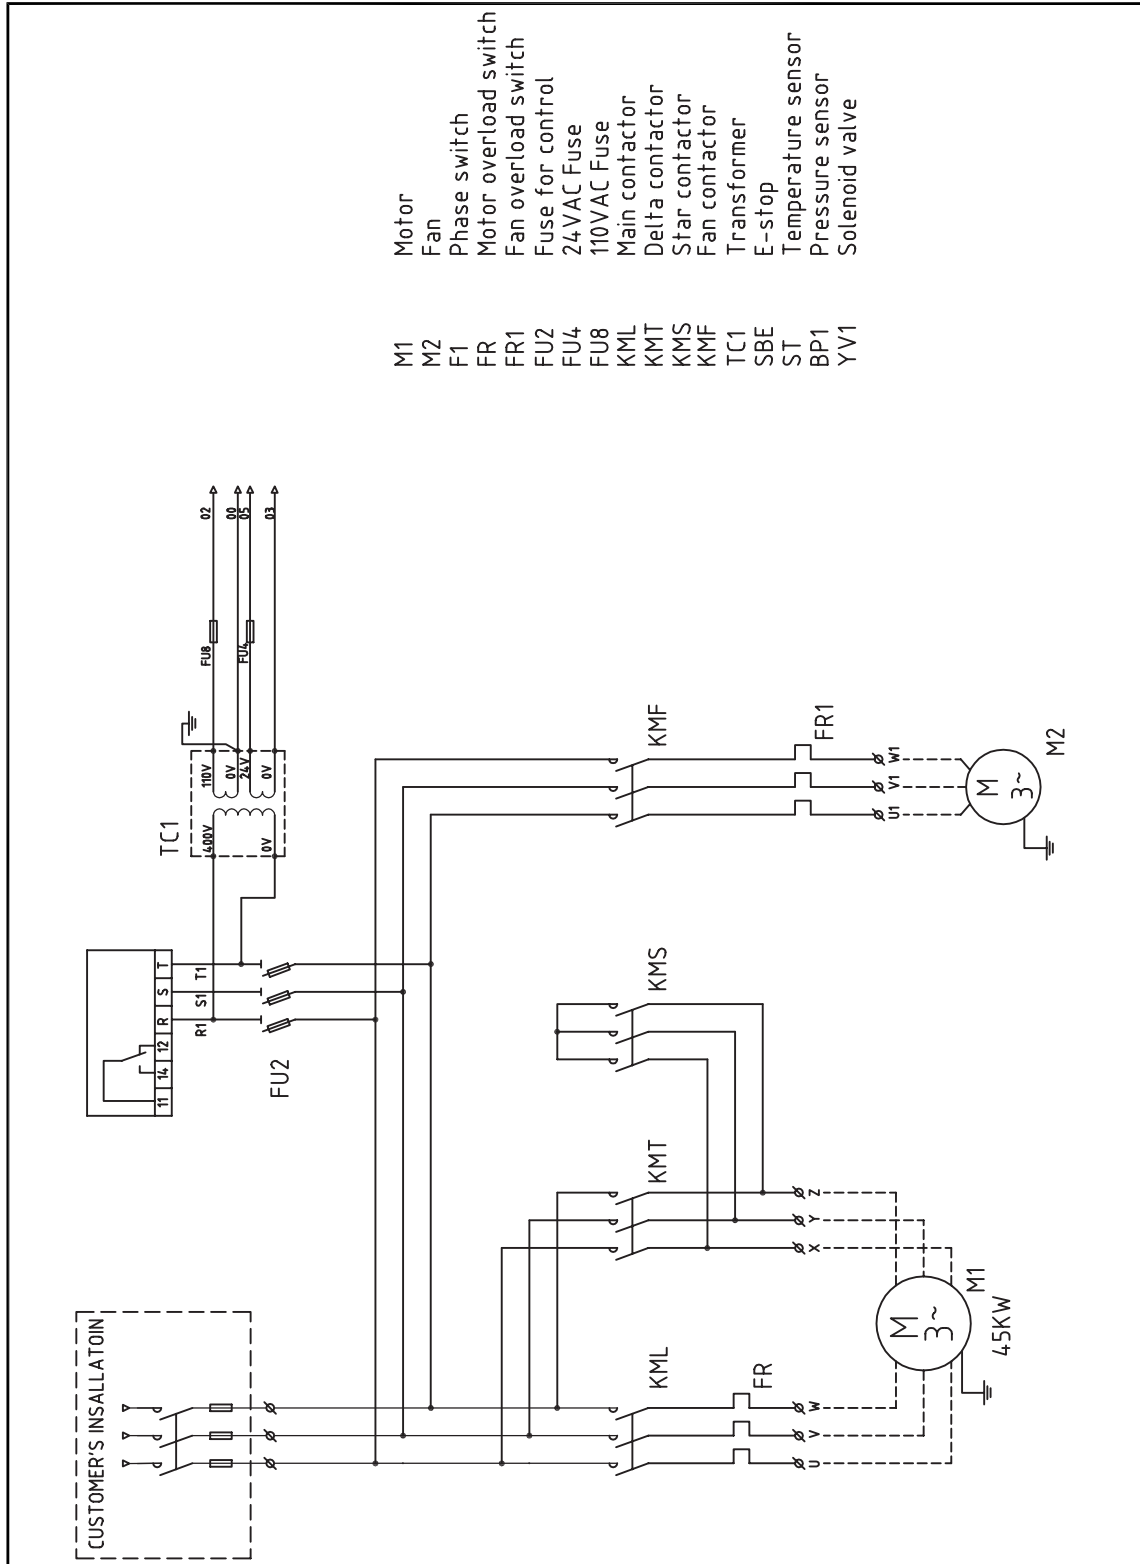 CUSTOMER'S INSALLATOIN
11 14 12 R S T
TC1
R1 S1 T1
400V 110V FU8 02
0V 00
24V FU4 05
0V 0V 03
FU2
M1 Motor
M2 Fan
F1 Phase switch
FR Motor overload switch
FR1 Fan overload switch
FU2 Fuse for control
FU4 24VAC Fuse
FU8 110VAC Fuse
KML Main contactor
KMT Delta contactor
KMS Star contactor
KMF Fan contactor
TC1 Transformer
SBE E-stop
ST Temperature sensor
BP1 Pressure sensor
YV1 Solenoid valve
KML KMT KMS KMF
FR FR1
U V W X Y Z U1 V1 W1
M
3~
M1
45KW
M
3~
M2